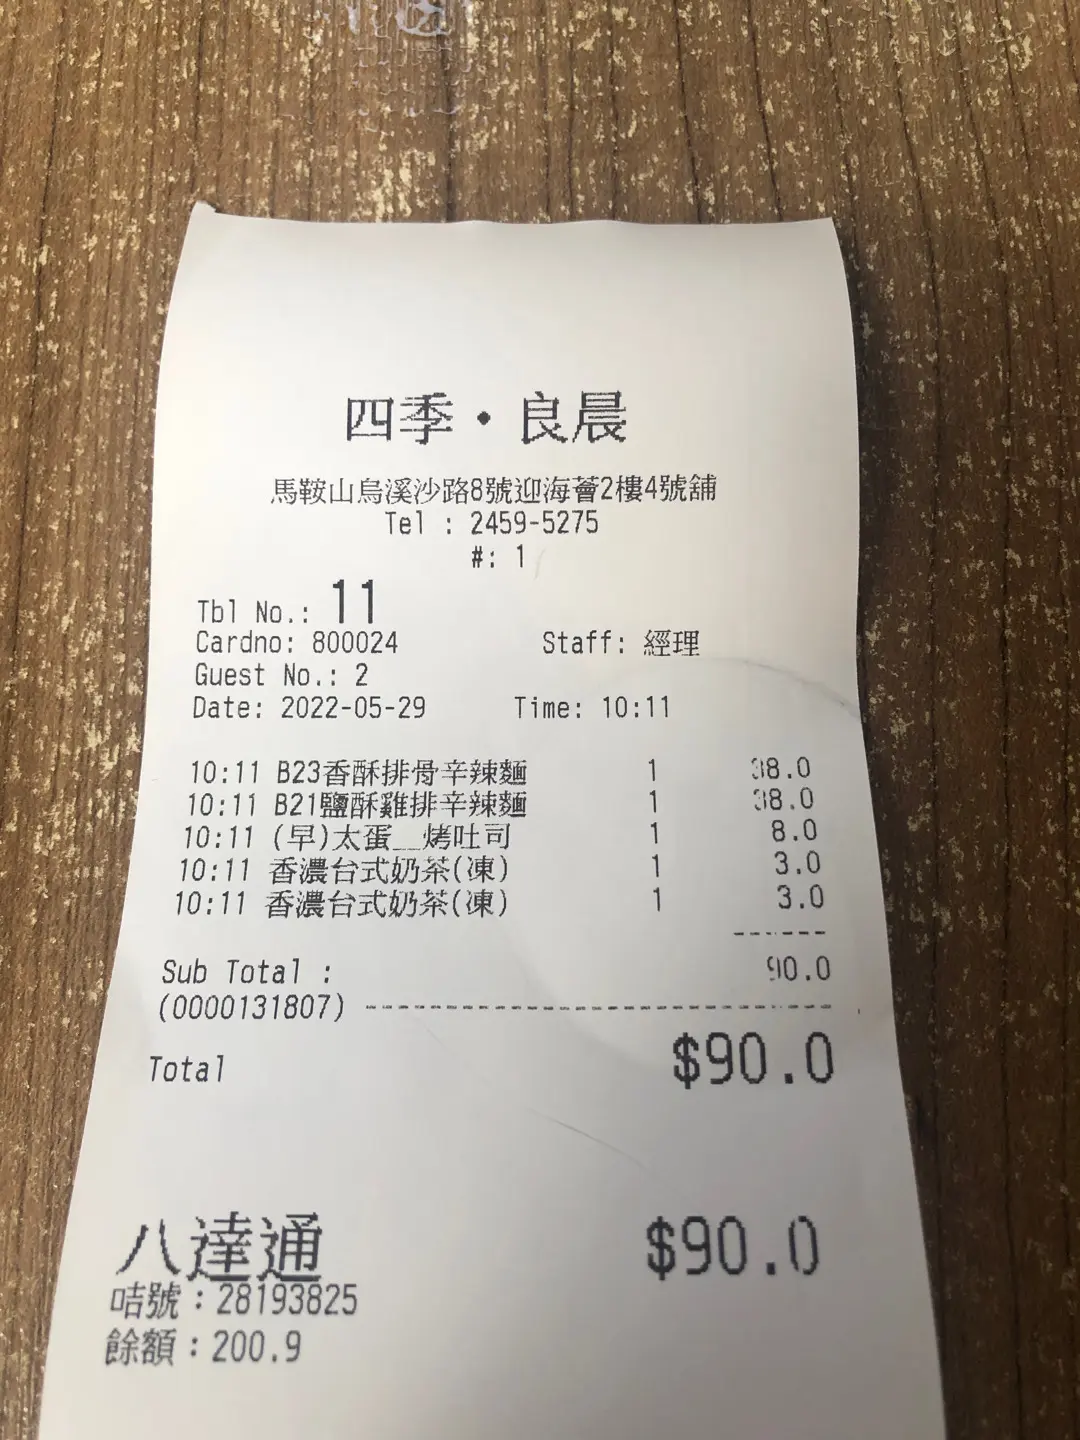 四季·良晨
馬鞍山烏溪沙路8號迎海薈2樓4號舖
Tel : 2459-5275
#: 1
Tbl No.: 11
Cardno: 800024 Staff: 經理
Guest No.: 2
Date: 2022-05-29 Time: 10:11
10:11 B23香酥排骨辛辣麵 1 38.0
10:11 B21鹽酥雞排辛辣麵 1 38.0
10:11 (早)太蛋__烤吐司 1 8.0
10:11 香濃台式奶茶(凍) 1 3.0
10:11 香濃台式奶茶(凍) 1 3.0
------
Sub Total : 90.0
(0000131807) --------------------------------
Total $90.0
八達通 $90.0
咭號：28193825
餘額：200.9